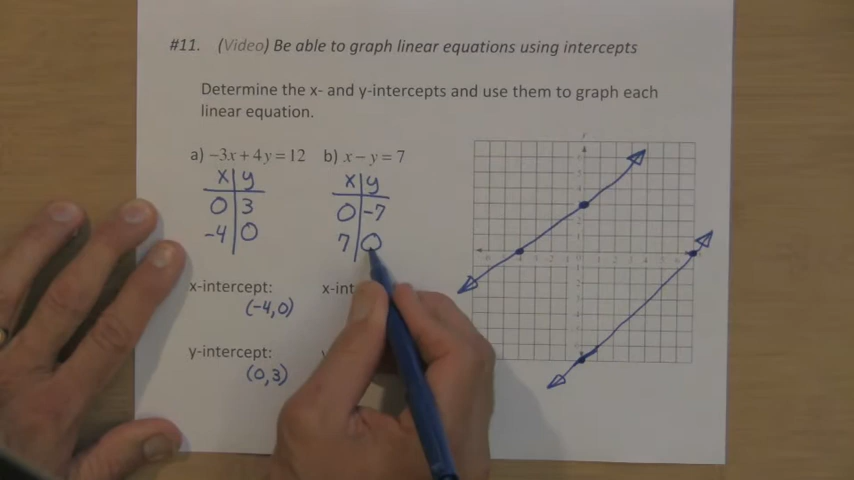 #11. (Video) Be able to graph linear equations using intercepts
Determine the x- and y-intercepts and use them to graph each
linear equation.
a) −3x + 4y = 12 b) x − y = 7
x y
0 3
-4 0
x y
0 -7
7 0
x-intercept:
(-4,0)
x-int
y-intercept:
(0,3)